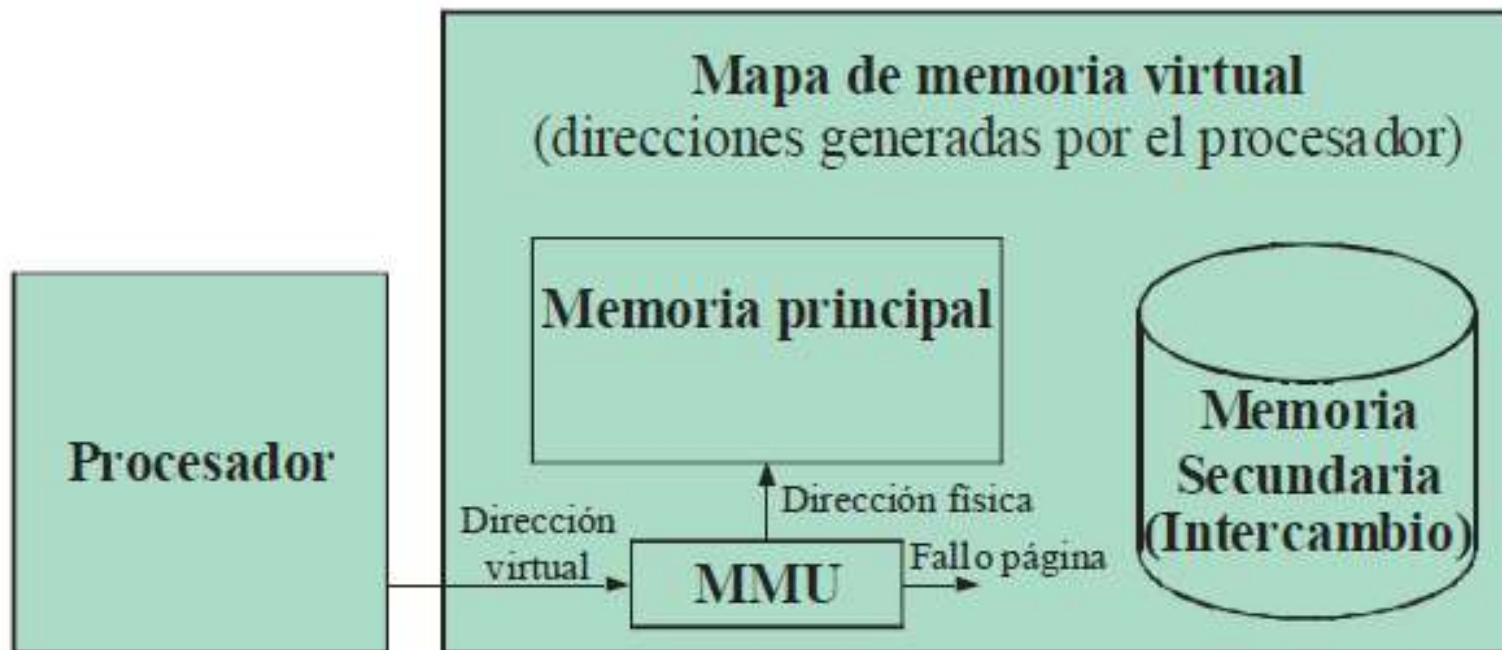 Mapa de memoria virtual
(direcciones generadas por el procesador)
Memoria principal
Procesador
Memoria
Secundaria
(Intercambio)
Dirección física
Dirección
virtual
MMU
Fallo página